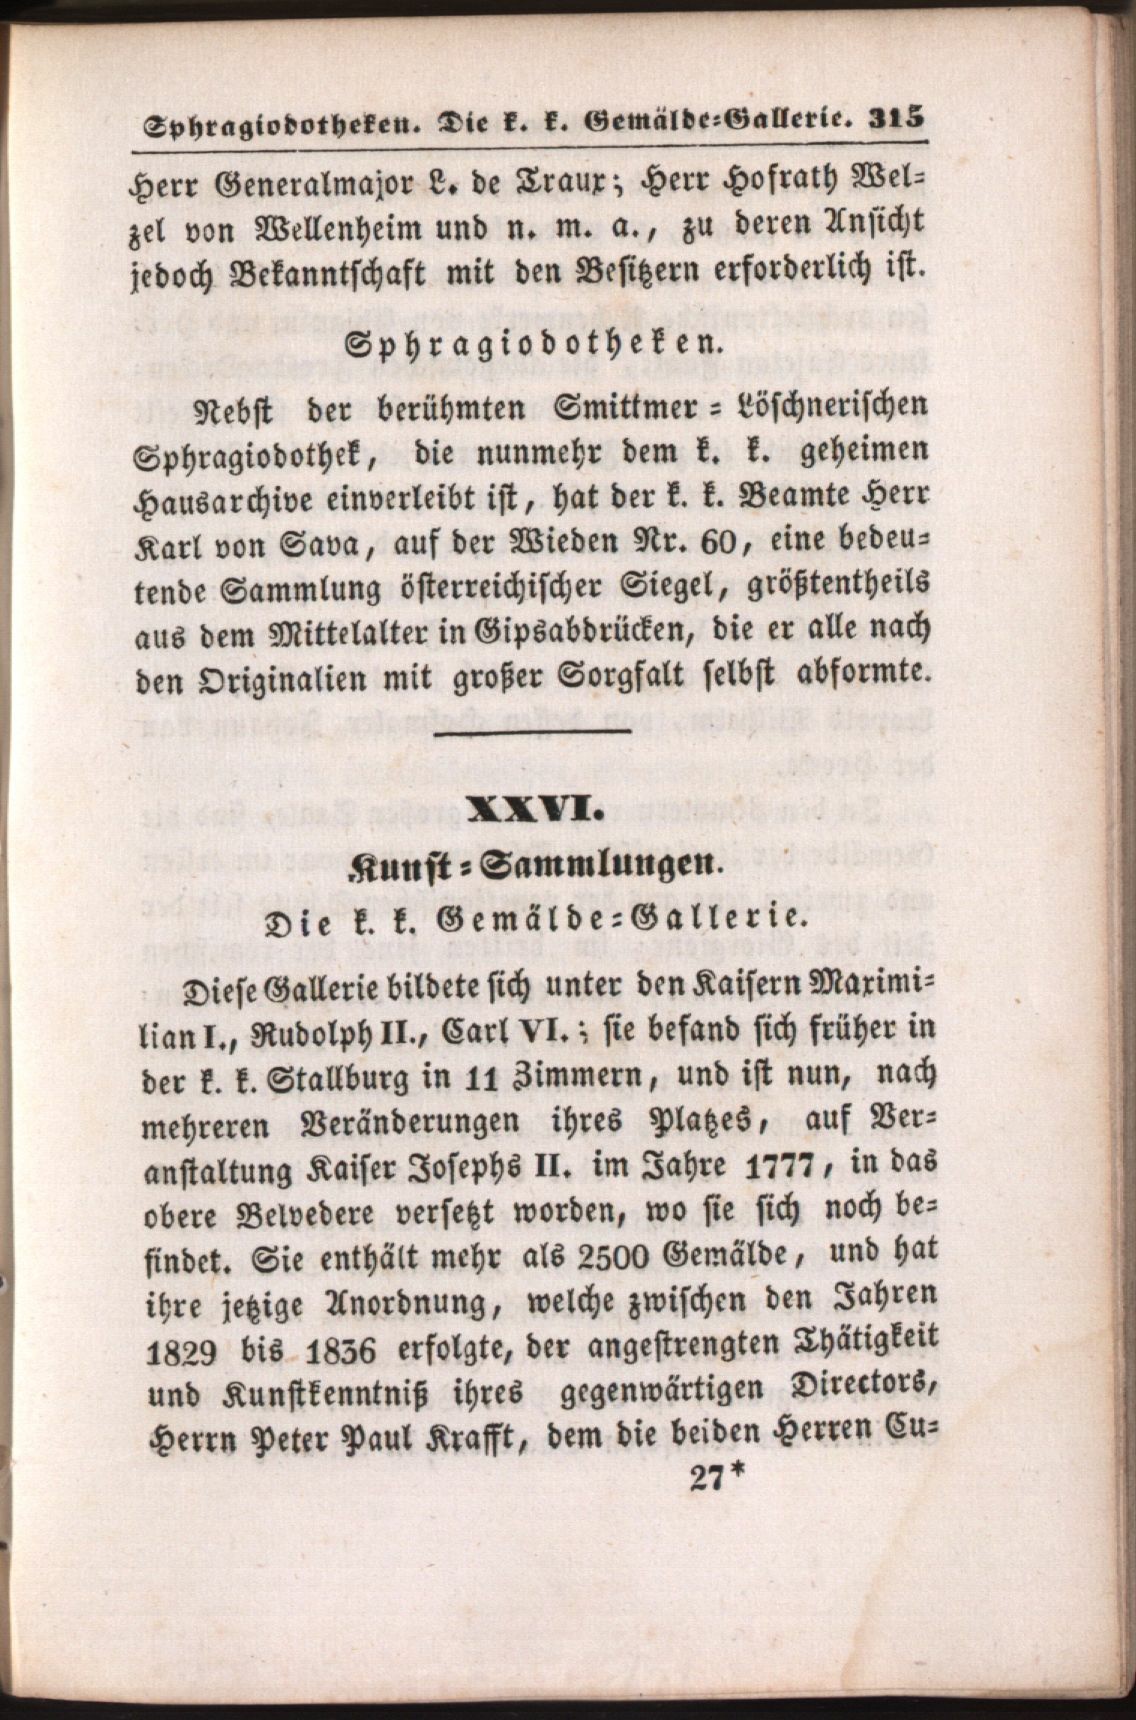 Sphragiodotheken. Die k. k. Gemälde-Gallerie. 315
Herr Generalmajor L. de Traux; Herr Hofrath Wel-
zel von Wellenheim und n. m. a., zu deren Ansicht
jedoch Bekanntschaft mit den Besitzern erforderlich ist.
Sphragiodotheken.
Nebst der berühmten Smittmer-Löschnerischen
Sphragiodothek, die nunmehr dem k. k. geheimen
Hausarchive einverleibt ist, hat der k. k. Beamte Herr
Karl von Sava, auf der Wieden Nr. 60, eine bedeu-
tende Sammlung österreichischer Siegel, größtentheils
aus dem Mittelalter in Gipsabdrücken, die er alle nach
den Originalien mit großer Sorgfalt selbst abformte.
XXVI.
Kunst-Sammlungen.
Die k. k. Gemälde-Gallerie.
Diese Gallerie bildete sich unter den Kaisern Maximi-
lian I., Rudolph II., Carl VI.; sie befand sich früher in
der k. k. Stallburg in 11 Zimmern, und ist nun, nach
mehreren Veränderungen ihres Platzes, auf Ver-
anstaltung Kaiser Josephs II. im Jahre 1777, in das
obere Belvedere versetzt worden, wo sie sich noch be-
findet. Sie enthält mehr als 2500 Gemälde, und hat
ihre jetzige Anordnung, welche zwischen den Jahren
1829 bis 1836 erfolgte, der angestrengten Thätigkeit
und Kunstkenntniß ihres gegenwärtigen Directors,
Herrn Peter Paul Krafft, dem die beiden Herren Cu-
27*